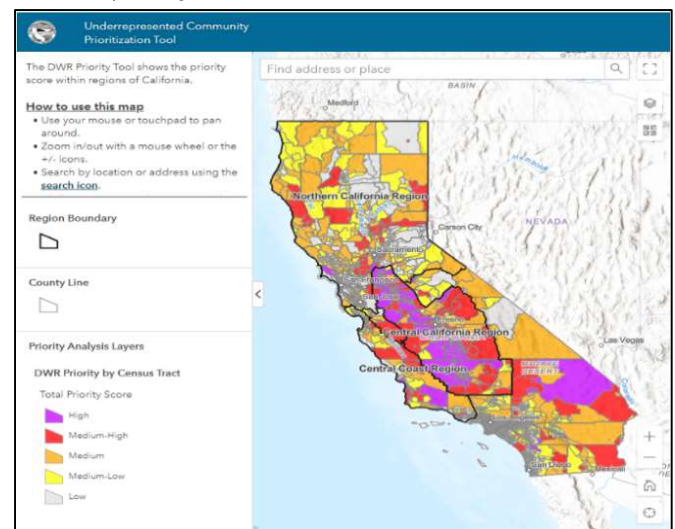 Underrepresented Community
Prioritization Tool
The DWR Priority Tool shows the priority
score within regions of California.
How to use this map
• Use your mouse or touchpad to pan
around.
• Zoom in/out with a mouse wheel or the
+/- icons.
• Search by location or address using the
search icon.
Region Boundary
County Line
Priority Analysis Layers
DWR Priority by Census Tract
Total Priority Score
High
Medium-High
Medium
Medium-Low
Low
Find address or place
BASIN
Medford
Northern California Region
Carson City
NEVADA
Sacramento
Fresno
Central California Region
Las Vegas
Central Coast Region
MOJAVE
DESERT
San Diego
Mexicali